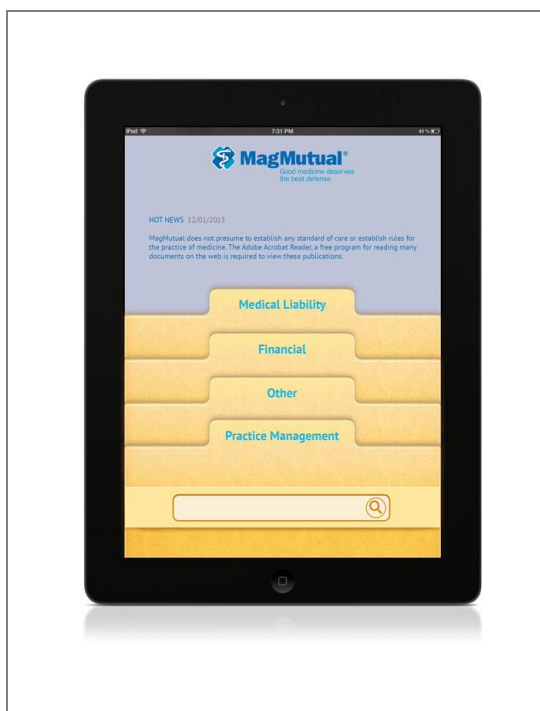 iPad 7:31 PM 41%
MagMutual®
Good medicine deserves
the best defense
HOT NEWS 12/01/2013
MagMutual does not presume to establish any standard of care or establish rules for
the practice of medicine. The Adobe Acrobat Reader, a free program for reading many
documents on the web is required to view these publications.
Medical Liability
Financial
Other
Practice Management